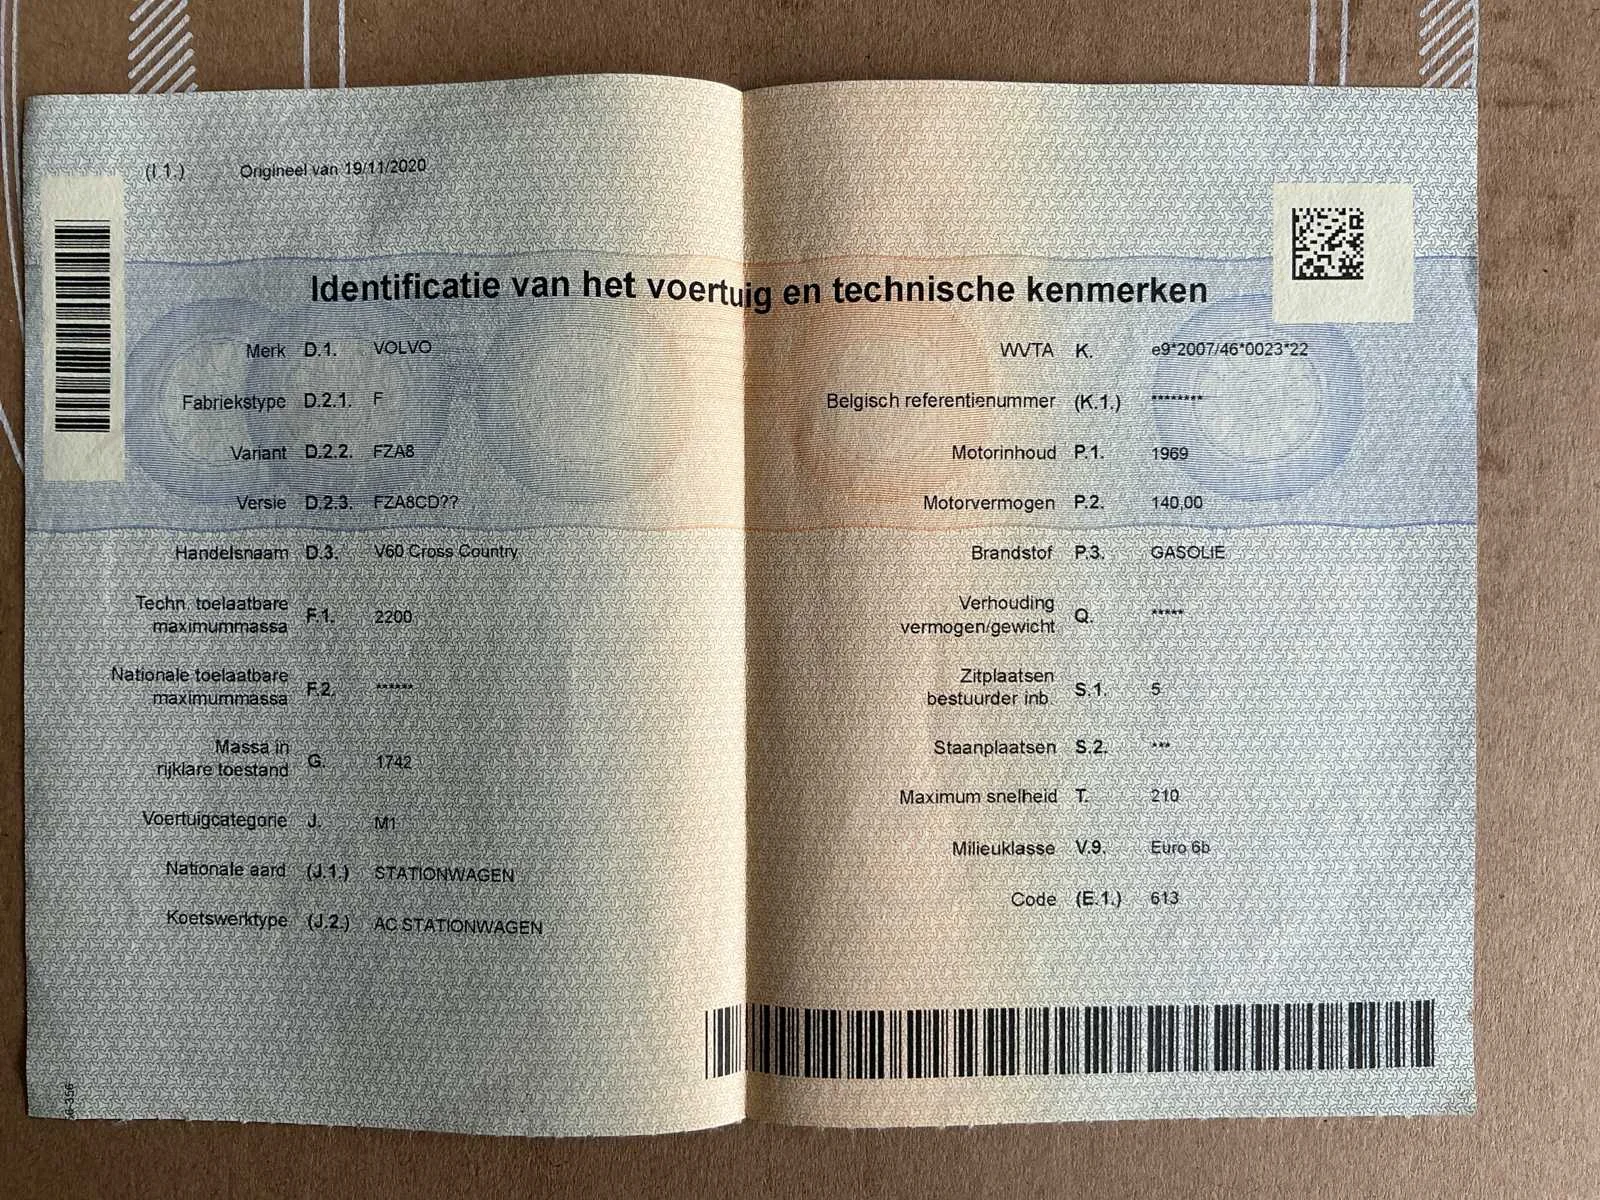 (I 1.) Origineel van 19/11/2020
Identificatie van het voertuig en technische kenmerken
Merk D.1. VOLVO
Fabriekstype D.2.1. F
Variant D.2.2. FZA8
Versie D.2.3. FZA8CD??
Handelsnaam D.3. V60 Cross Country
Techn. toelaatbare
maximummassa F.1. 2200
Nationale toelaatbare
maximummassa F.2. ******
Massa in
rijklare toestand G. 1742
Voertuigcategorie J. M1
Nationale aard (J.1.) STATIONWAGEN
Koetswerktype (J.2.) AC STATIONWAGEN
WVTA K. e9*2007/46*0023*22
Belgisch referentienummer (K.1.) ********
Motorinhoud P.1. 1969
Motorvermogen P.2. 140,00
Brandstof P.3. GASOLIE
Verhouding
vermogen/gewicht Q. *****
Zitplaatsen
bestuurder inb. S.1. 5
Staanplaatsen S.2. ***
Maximum snelheid T. 210
Milieuklasse V.9. Euro 6b
Code (E.1.) 613